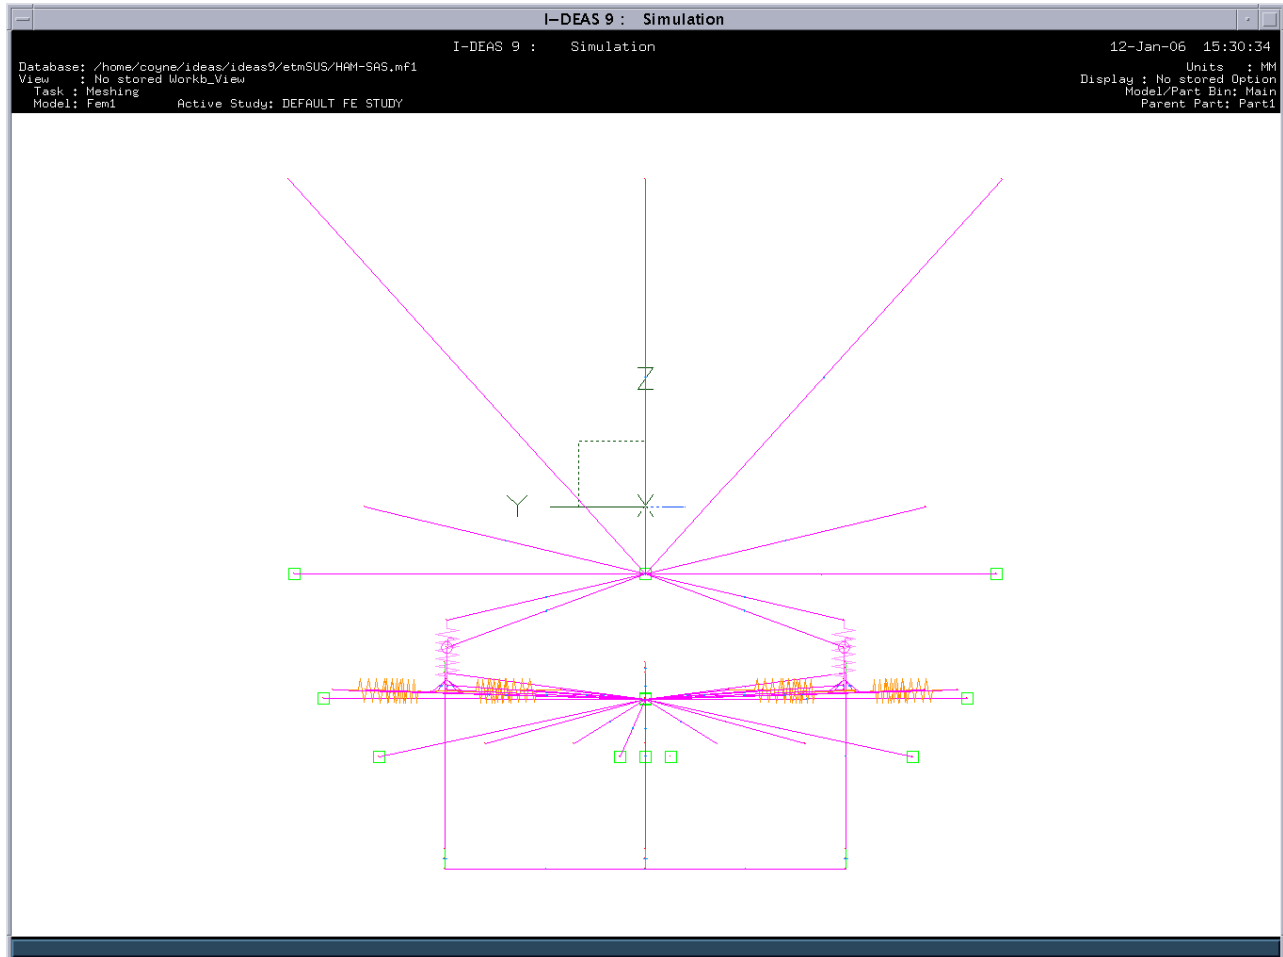 I-DEAS 9 :   Simulation
I-DEAS 9 :    Simulation
12-Jan-06  15:30:34
Database: /home/coyne/ideas/ideas9/etmSUS/HAM-SAS.mf1
Units   : MM
View    : No stored Workb_View
Display : No stored Option
Task : Meshing
Model/Part Bin: Main
Model: Fem1       Active Study: DEFAULT FE STUDY
Parent Part: Part1
Z
Y
X